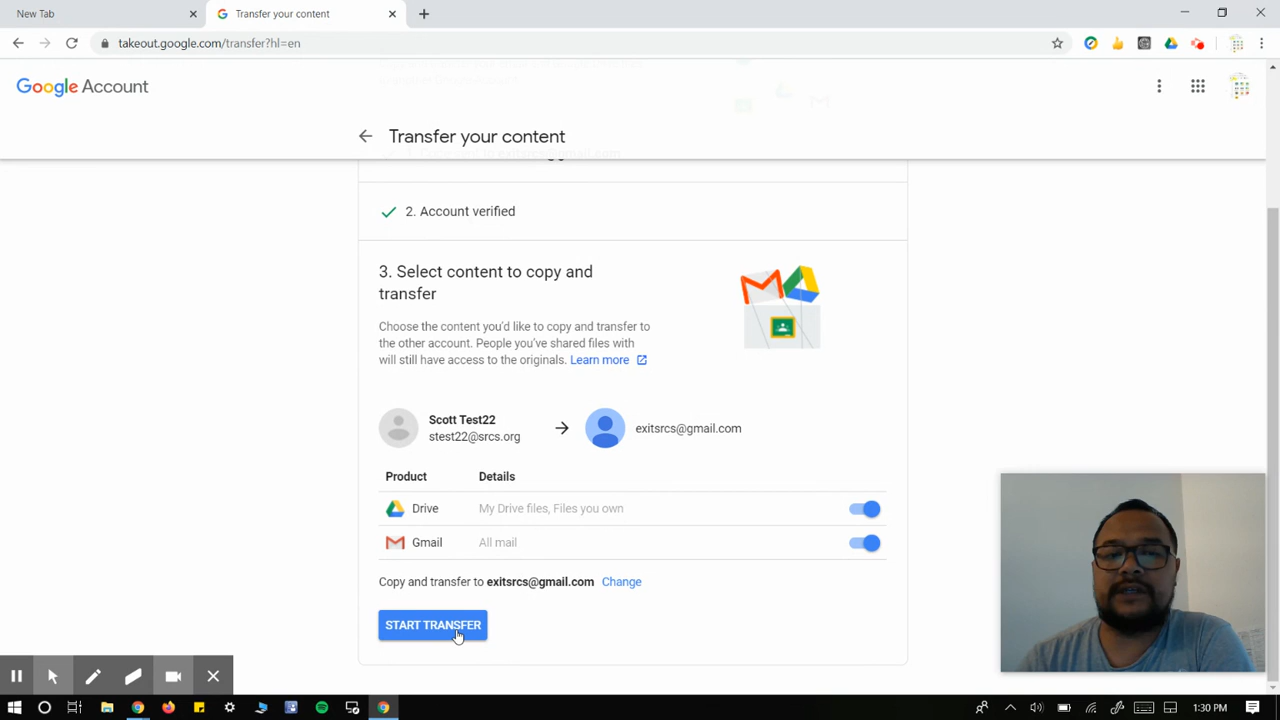 New Tab
Transfer your content
takeout.google.com/transfer?hl=en
Google Account
Transfer your content
2. Account verified
3. Select content to copy and
transfer
Choose the content you'd like to copy and transfer to
the other account. People you've shared files with
will still have access to the originals. Learn more
Scott Test22
stest22@srcs.org
exitsrcs@gmail.com
Product Details
Drive My Drive files, Files you own
Gmail All mail
Copy and transfer to exitsrcs@gmail.com Change
START TRANSFER
1:30 PM